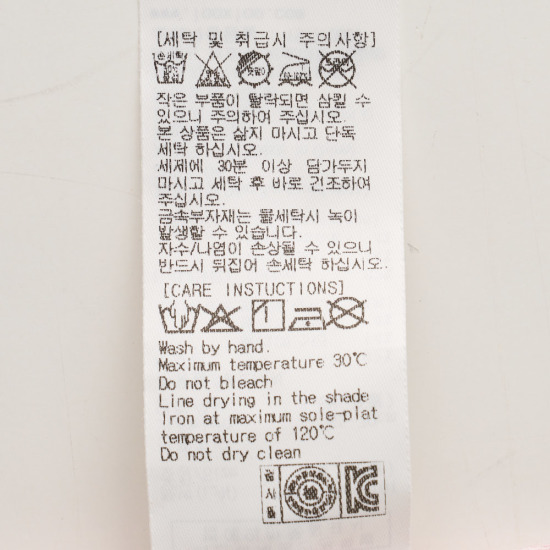 [세탁 및 취급시 주의사항]
작은 부품이 탈락되면 삼킬 수
있으니 주의하여 주십시오.
본 상품은 삶지 마시고 단독
세탁 하십시오.
세제에 30분 이상 담가두지
마시고 세탁 후 바로 건조하여
주십시오.
금속부자재는 물세탁시 녹이
발생할 수 있습니다.
자수/나염이 손상될 수 있으니
반드시 뒤집어 손세탁 하십시오.
[CARE INSTUCTIONS]
Wash by hand.
Maximum temperature 30℃
Do not bleach
Line drying in the shade
Iron at maximum sole-plat
temperature of 120℃
Do not dry clean